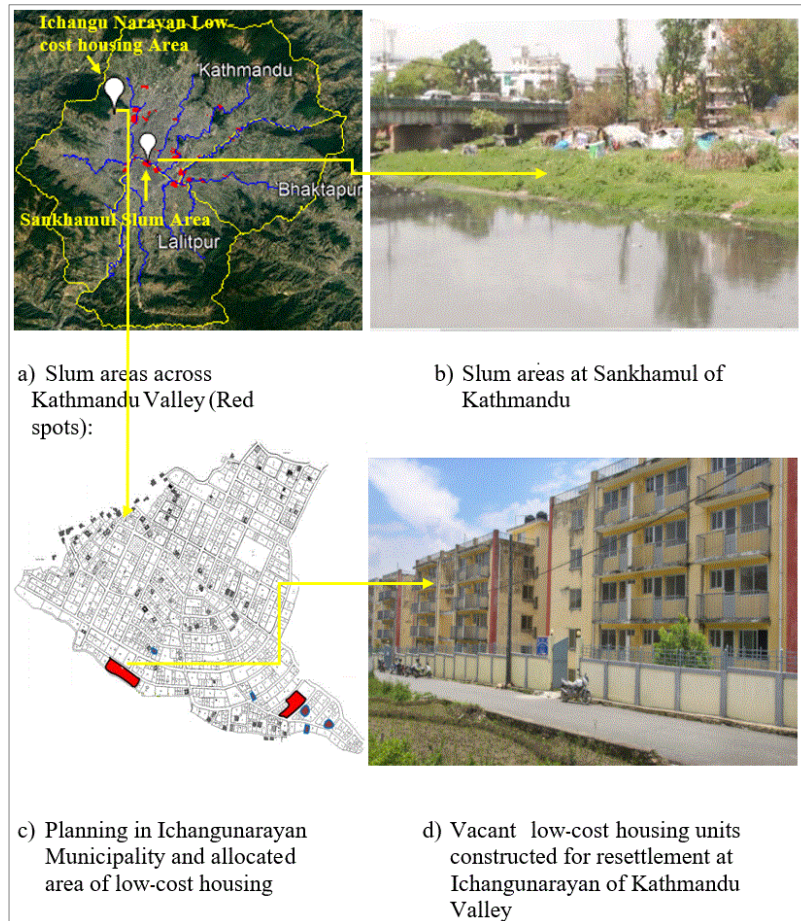 Ichangu Narayan Low-
cost housing Area
Kathmandu
Bhaktapur
Sankhamul Slum Area
Lalitpur
a) Slum areas across
Kathmandu Valley (Red
spots):
b) Slum areas at Sankhamul of
Kathmandu
c) Planning in Ichangunarayan
Municipality and allocated
area of low-cost housing
d) Vacant low-cost housing units
constructed for resettlement at
Ichangunarayan of Kathmandu
Valley